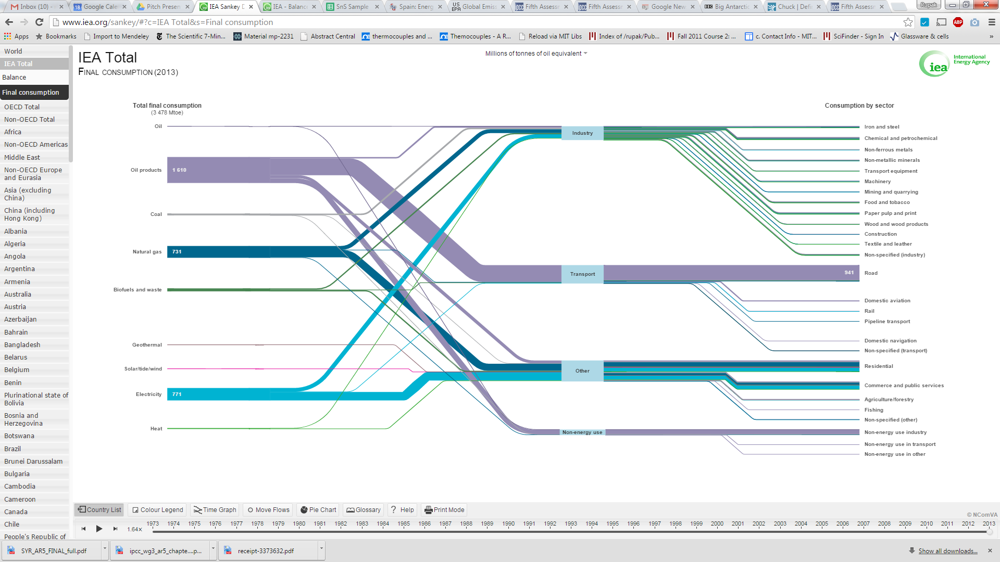 Inbox (10) -
Google Cale
Pitch Presen
IEA Sankey D
IEA - Balance
SnS Sample
Spain: Energ
Global Emiss
Fifth Assessm
Fifth Assessm
Google New
Big Antarctic
Chuck | Defi
Fifth Assessm
Rupak
www.iea.org/sankey/#?c=IEA Total&s=Final consumption
ABP
Apps
Bookmarks
Import to Mendeley
The Scientific 7-Min...
Material mp-2231
Abstract Central
thermocouples and ...
Themocouples - A R...
Reload via MIT Libs
Index of /rupak/Pub...
Fall 2011 Course 2: ...
c. Contact Info - MIT...
SciFinder - Sign In
Glassware & cells
»
World
IEA Total
Balance
Final consumption
OECD Total
Non-OECD Total
Africa
Non-OECD Americas
Middle East
Non-OECD Europe
and Eurasia
Asia (excluding
China)
China (including
Hong Kong)
Albania
Algeria
Angola
Argentina
Armenia
Australia
Austria
Azerbaijan
Bahrain
Bangladesh
Belarus
Belgium
Benin
Plurinational state of
Bolivia
Bosnia and
Herzegovina
Botswana
Brazil
Brunei Darussalam
Bulgaria
Cambodia
Cameroon
Canada
Chile
People's Republic of
IEA Total
FINAL CONSUMPTION (2013)
Millions of tonnes of oil equivalent
iea
International
Energy Agency
Total final consumption
(3 478 Mtoe)
Consumption by sector
Oil
Oil products
1 610
Coal
Natural gas
731
Biofuels and waste
Geothermal
Solar/tide/wind
Electricity
771
Heat
Industry
Transport
Other
Non-energy use
Iron and steel
Chemical and petrochemical
Non-ferrous metals
Non-metallic minerals
Transport equipment
Machinery
Mining and quarrying
Food and tobacco
Paper pulp and print
Wood and wood products
Construction
Textile and leather
Non-specified (industry)
941
Road
Domestic aviation
Rail
Pipeline transport
Domestic navigation
Non-specified (transport)
Residential
Commerce and public services
Agriculture/forestry
Fishing
Non-specified (other)
Non-energy use industry
Non-energy use in transport
Non-energy use in other
Country List
Colour Legend
Time Graph
Move Flows
Pie Chart
Glossary
? Help
Print Mode
© NComVA
1.64×
1973 1974 1975 1976 1977 1978 1979 1980 1981 1982 1983 1984 1985 1986 1987 1988 1989 1990 1991 1992 1993 1994 1995 1996 1997 1998 1999 2000 2001 2002 2003 2004 2005 2006 2007 2008 2009 2010 2011 2012 2013
SYR_AR5_FINAL_full.pdf
ipcc_wg3_ar5_chapte....p...
receipt-3373632.pdf
Show all downloads...